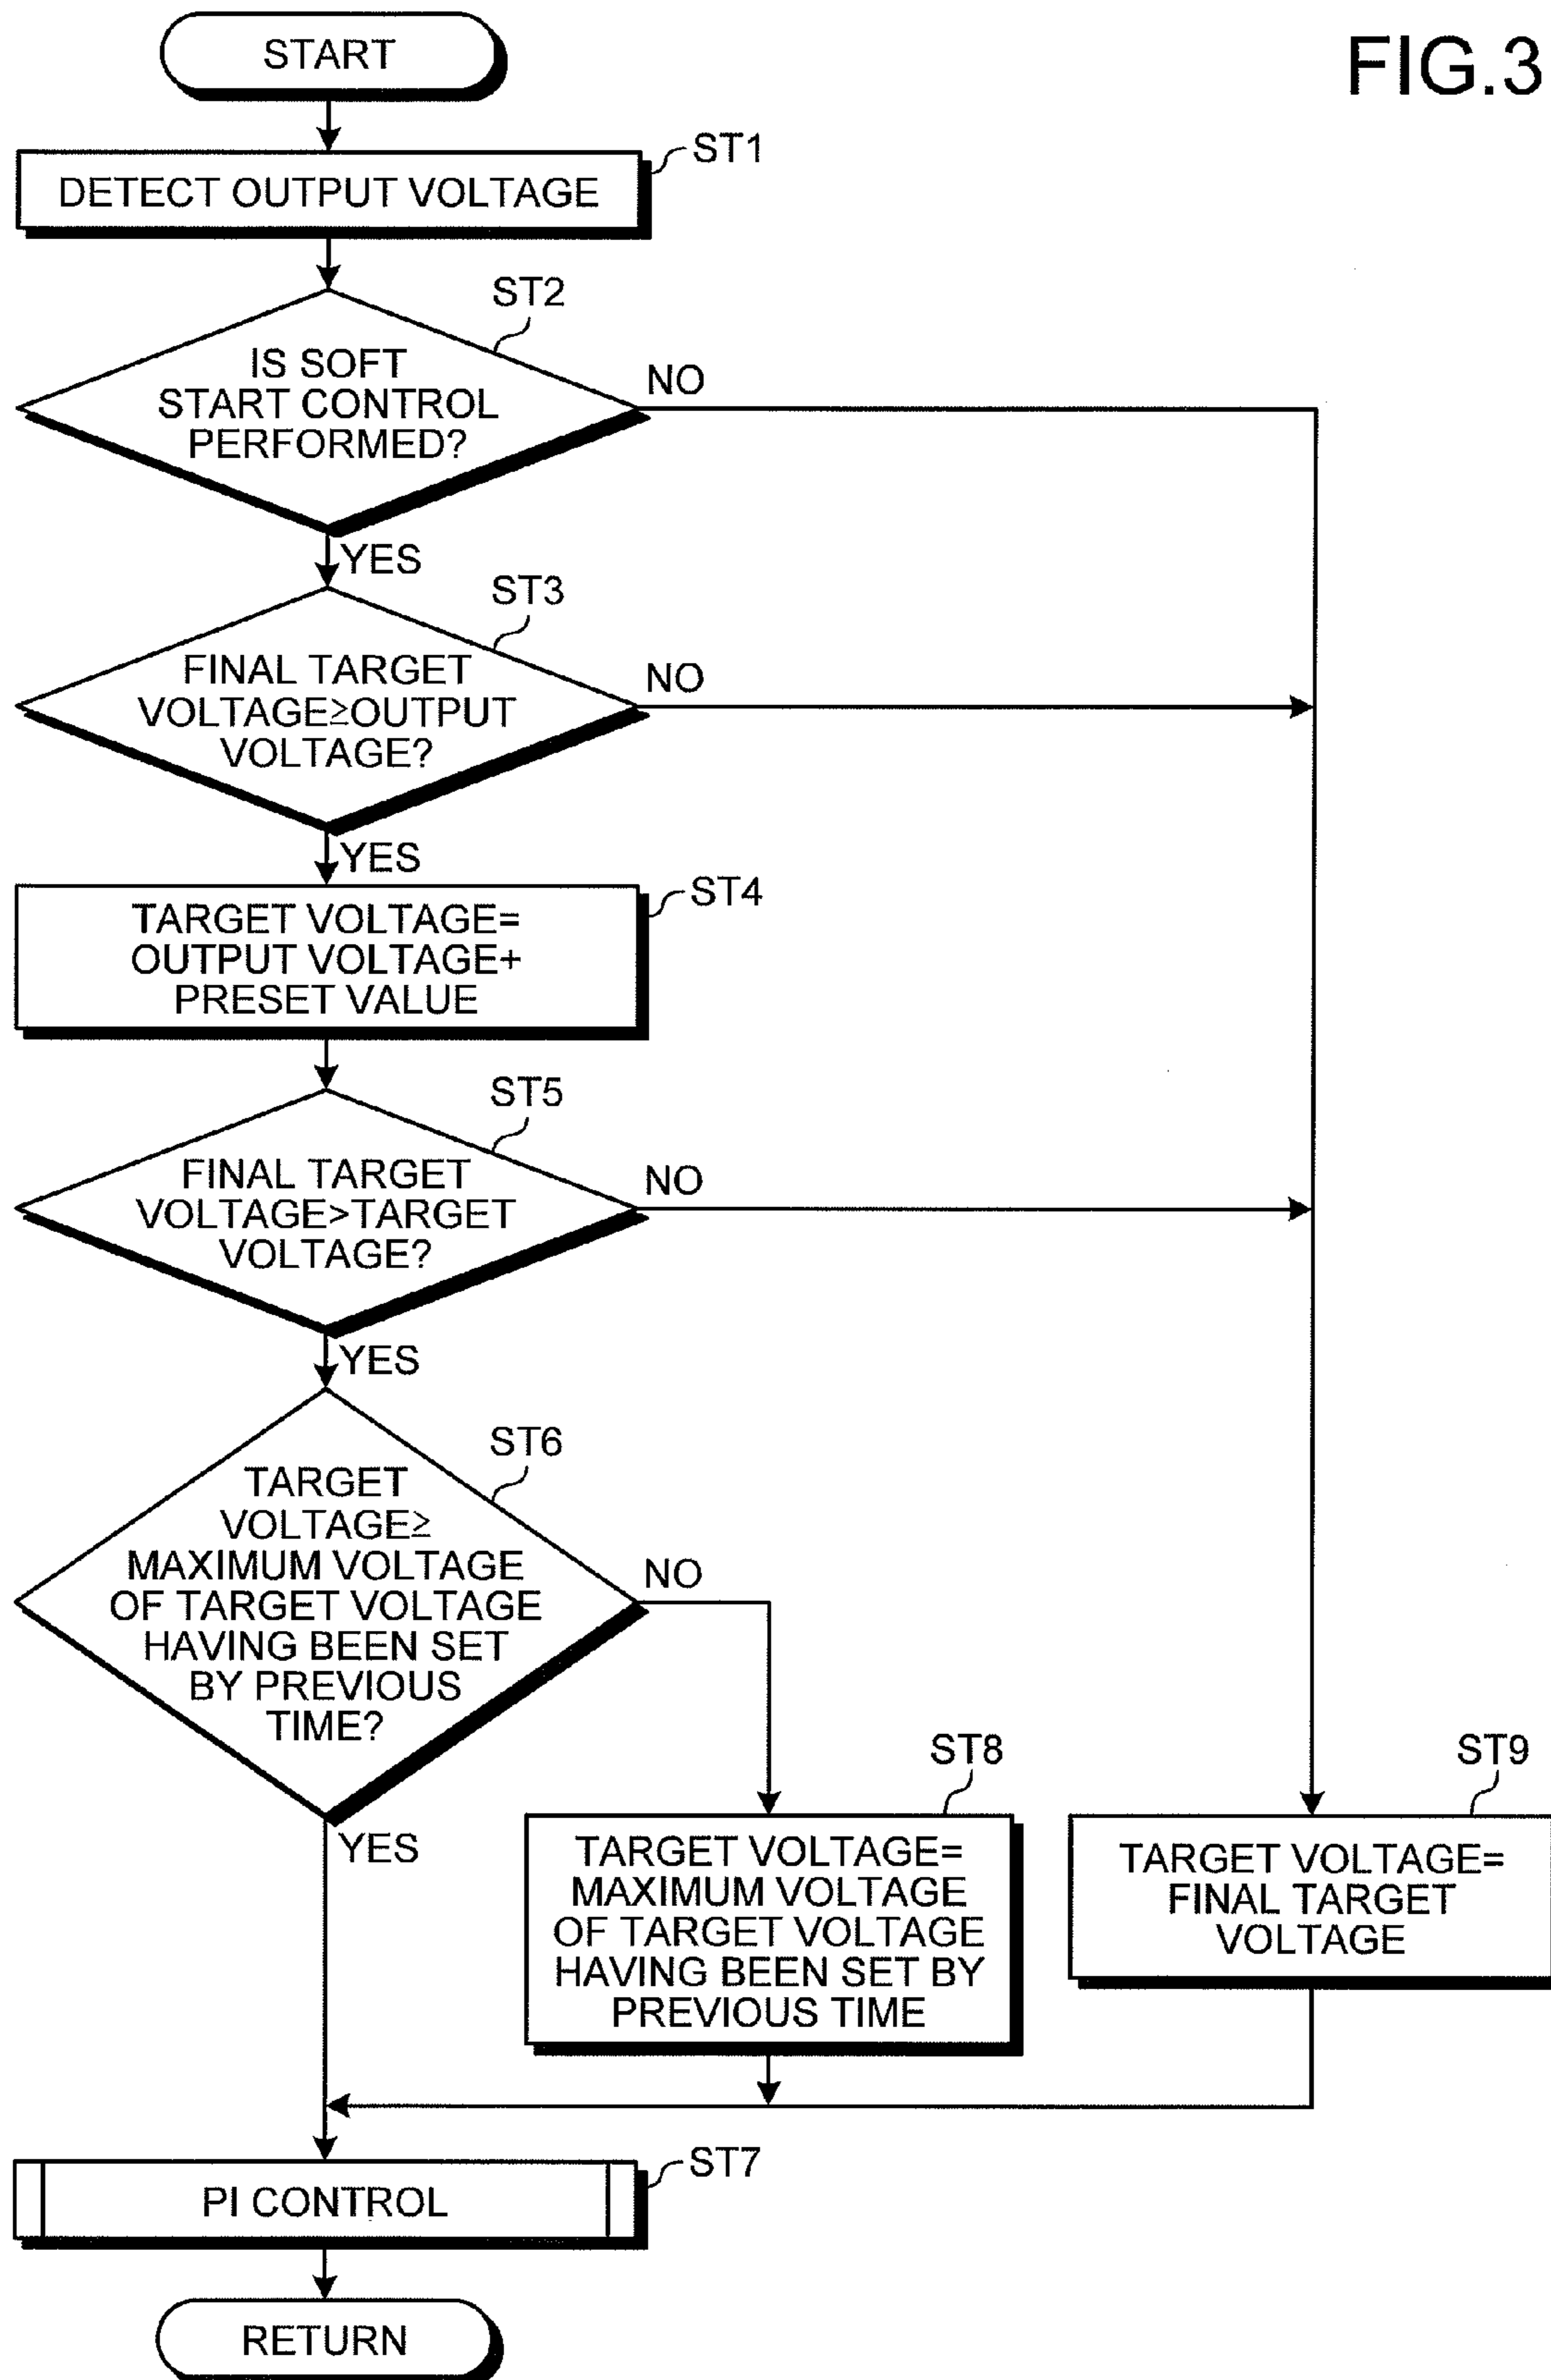 FIG.3
START
ST1
DETECT OUTPUT VOLTAGE
ST2
IS SOFT
START CONTROL
PERFORMED?
NO
YES
ST3
FINAL TARGET
VOLTAGE≧OUTPUT
VOLTAGE?
NO
YES
ST4
TARGET VOLTAGE=
OUTPUT VOLTAGE+
PRESET VALUE
ST5
FINAL TARGET
VOLTAGE>TARGET
VOLTAGE?
NO
YES
ST6
TARGET
VOLTAGE≧
MAXIMUM VOLTAGE
OF TARGET VOLTAGE
HAVING BEEN SET
BY PREVIOUS
TIME?
NO
YES
ST8
TARGET VOLTAGE=
MAXIMUM VOLTAGE
OF TARGET VOLTAGE
HAVING BEEN SET BY
PREVIOUS TIME
ST9
TARGET VOLTAGE=
FINAL TARGET
VOLTAGE
ST7
PI CONTROL
RETURN